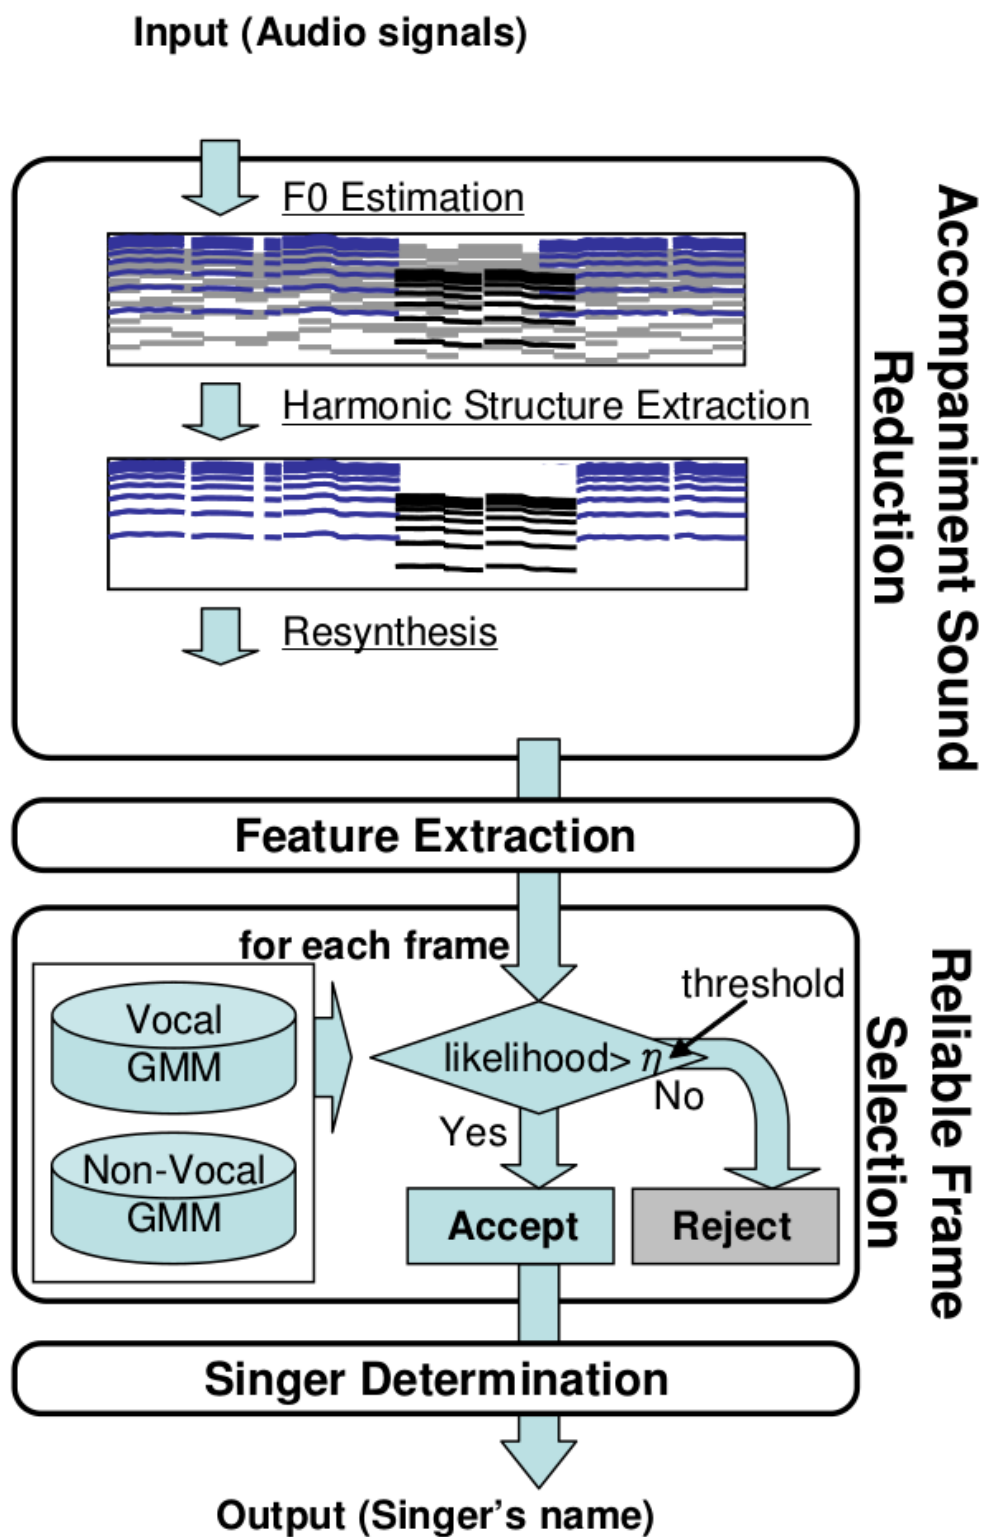 Input (Audio signals)
F0 Estimation
Harmonic Structure Extraction
Resynthesis
Accompaniment Sound
Reduction
Feature Extraction
for each frame
threshold
Vocal
GMM
likelihood> η
No
Yes
Non-Vocal
GMM
Accept
Reject
Reliable Frame
Selection
Singer Determination
Output (Singer's name)